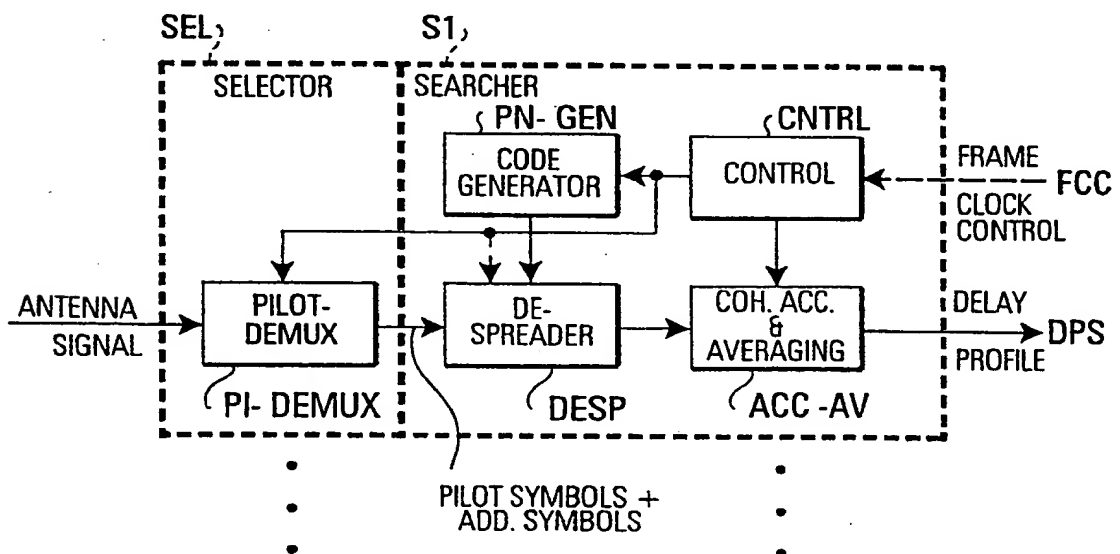 SEL
S1
SELECTOR
SEARCHER
PN- GEN
CNTRL
CODE
GENERATOR
CONTROL
FRAME
FCC
CLOCK
CONTROL
ANTENNA
SIGNAL
PILOT-
DEMUX
DE-
SPREADER
COH. ACC.
&
AVERAGING
DELAY
DPS
PROFILE
PI- DEMUX
DESP
ACC -AV
PILOT SYMBOLS +
ADD. SYMBOLS